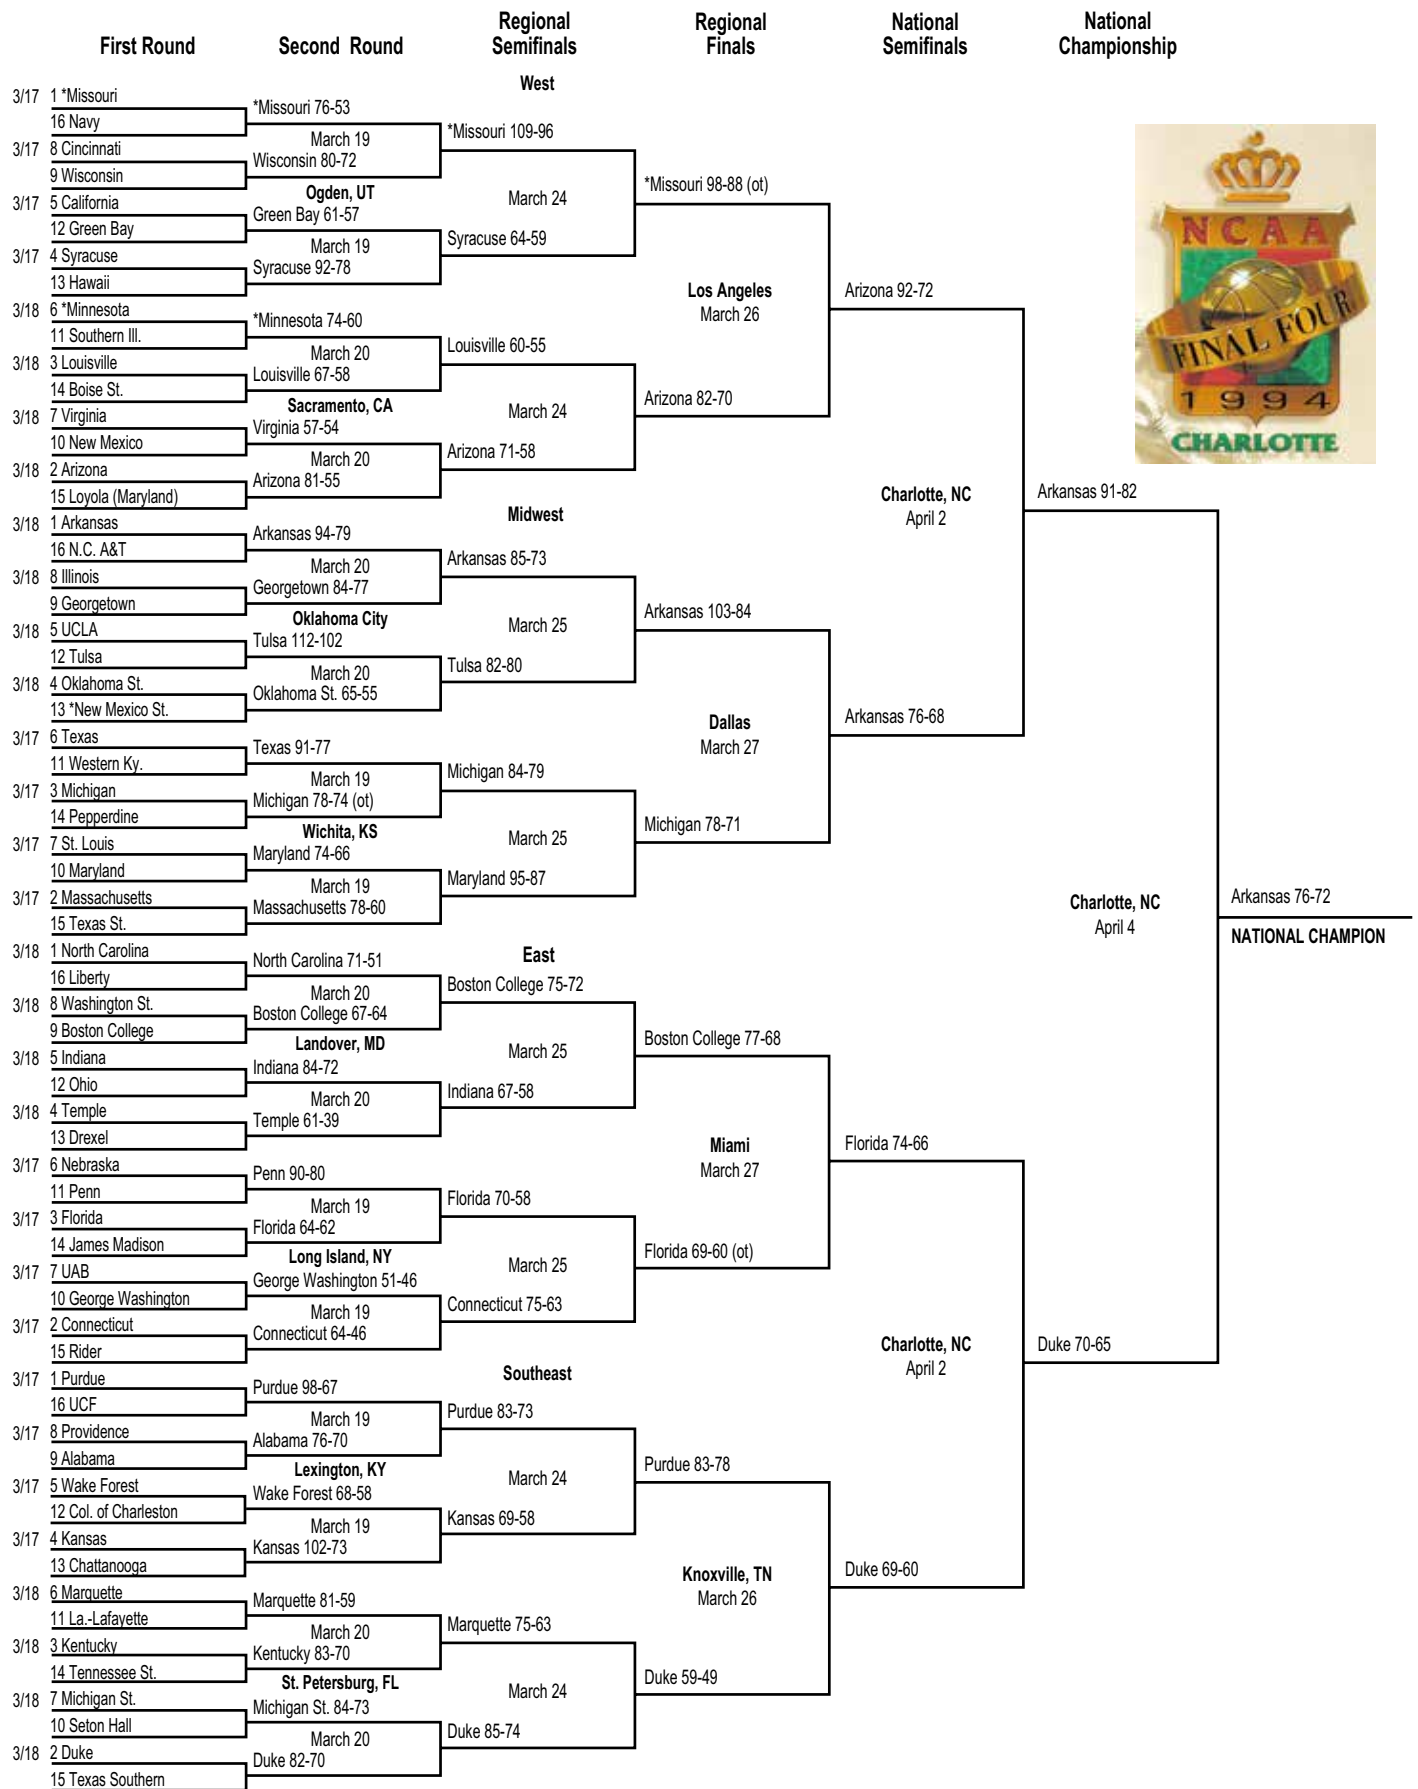 First Round
Second Round
Regional
Semifinals
Regional
Finals
National
Semifinals
National
Championship
West
3/17 1 *Missouri
16 Navy
3/17 8 Cincinnati
9 Wisconsin
3/17 5 California
12 Green Bay
3/17 4 Syracuse
13 Hawaii
3/18 6 *Minnesota
11 Southern Ill.
3/18 3 Louisville
14 Boise St.
3/18 7 Virginia
10 New Mexico
3/18 2 Arizona
15 Loyola (Maryland)
*Missouri 76-53
March 19
Wisconsin 80-72
Ogden, UT
Green Bay 61-57
March 19
Syracuse 92-78
*Minnesota 74-60
March 20
Louisville 67-58
Sacramento, CA
Virginia 57-54
March 20
Arizona 81-55
*Missouri 109-96
March 24
Syracuse 64-59
Louisville 60-55
March 24
Arizona 71-58
*Missouri 98-88 (ot)
Los Angeles
March 26
Arizona 82-70
Arizona 92-72
Midwest
3/18 1 Arkansas
16 N.C. A&T
3/18 8 Illinois
9 Georgetown
3/18 5 UCLA
12 Tulsa
3/18 4 Oklahoma St.
13 *New Mexico St.
3/17 6 Texas
11 Western Ky.
3/17 3 Michigan
14 Pepperdine
3/17 7 St. Louis
10 Maryland
3/17 2 Massachusetts
15 Texas St.
Arkansas 94-79
March 20
Georgetown 84-77
Oklahoma City
Tulsa 112-102
March 20
Oklahoma St. 65-55
Texas 91-77
March 19
Michigan 78-74 (ot)
Wichita, KS
Maryland 74-66
March 19
Massachusetts 78-60
Arkansas 85-73
March 25
Tulsa 82-80
Michigan 84-79
March 25
Maryland 95-87
Arkansas 103-84
Dallas
March 27
Michigan 78-71
Arkansas 76-68
Charlotte, NC
April 2
Arkansas 91-82
East
3/18 1 North Carolina
16 Liberty
3/18 8 Washington St.
9 Boston College
3/18 5 Indiana
12 Ohio
3/18 4 Temple
13 Drexel
3/17 6 Nebraska
11 Penn
3/17 3 Florida
14 James Madison
3/17 7 UAB
10 George Washington
3/17 2 Connecticut
15 Rider
North Carolina 71-51
March 20
Boston College 67-64
Landover, MD
Indiana 84-72
March 20
Temple 61-39
Penn 90-80
March 19
Florida 64-62
Long Island, NY
George Washington 51-46
March 19
Connecticut 64-46
Boston College 75-72
March 25
Indiana 67-58
Florida 70-58
March 25
Connecticut 75-63
Boston College 77-68
Miami
March 27
Florida 69-60 (ot)
Florida 74-66
Southeast
3/17 1 Purdue
16 UCF
3/17 8 Providence
9 Alabama
3/17 5 Wake Forest
12 Col. of Charleston
3/17 4 Kansas
13 Chattanooga
3/18 6 Marquette
11 La.-Lafayette
3/18 3 Kentucky
14 Tennessee St.
3/18 7 Michigan St.
10 Seton Hall
3/18 2 Duke
15 Texas Southern
Purdue 98-67
March 19
Alabama 76-70
Lexington, KY
Wake Forest 68-58
March 19
Kansas 102-73
Marquette 81-59
March 20
Kentucky 83-70
St. Petersburg, FL
Michigan St. 84-73
March 20
Duke 82-70
Purdue 83-73
March 24
Kansas 69-58
Marquette 75-63
March 24
Duke 85-74
Purdue 83-78
Knoxville, TN
March 26
Duke 59-49
Duke 69-60
Charlotte, NC
April 2
Duke 70-65
Charlotte, NC
April 4
Arkansas 76-72
NATIONAL CHAMPION
NCAA
FINAL FOUR
1994
CHARLOTTE